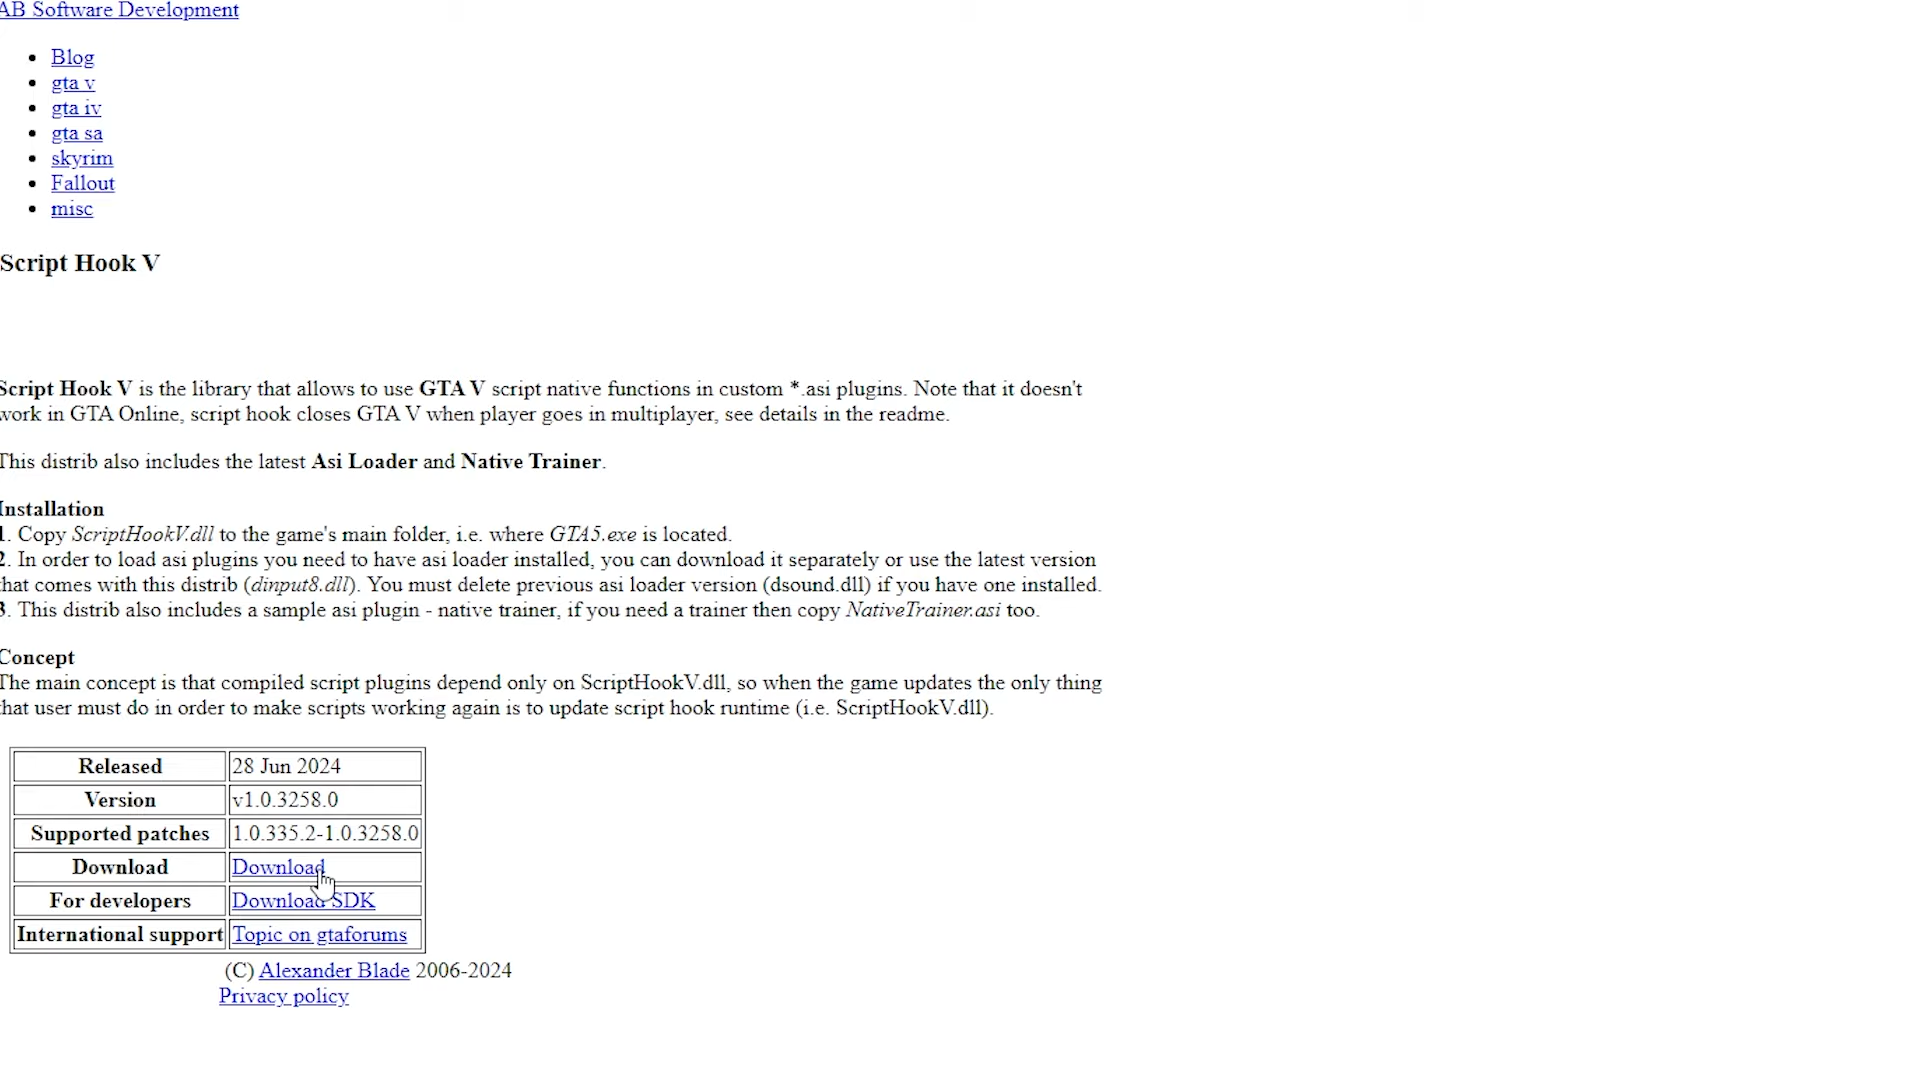 AB Software Development
Blog
gta v
gta iv
gta sa
skyrim
Fallout
misc
Script Hook V
Script Hook V is the library that allows to use GTA V script native functions in custom *.asi plugins. Note that it doesn't
work in GTA Online, script hook closes GTA V when player goes in multiplayer, see details in the readme.
This distrib also includes the latest Asi Loader and Native Trainer.
Installation
1. Copy ScriptHookV.dll to the game's main folder, i.e. where GTA5.exe is located.
2. In order to load asi plugins you need to have asi loader installed, you can download it separately or use the latest version
that comes with this distrib (dinput8.dll). You must delete previous asi loader version (dsound.dll) if you have one installed.
3. This distrib also includes a sample asi plugin - native trainer, if you need a trainer then copy NativeTrainer.asi too.
Concept
The main concept is that compiled script plugins depend only on ScriptHookV.dll, so when the game updates the only thing
that user must do in order to make scripts working again is to update script hook runtime (i.e. ScriptHookV.dll).
Released 28 Jun 2024
Version v1.0.3258.0
Supported patches 1.0.335.2-1.0.3258.0
Download Download
For developers Download SDK
International support Topic on gtaforums
(C) Alexander Blade 2006-2024
Privacy policy